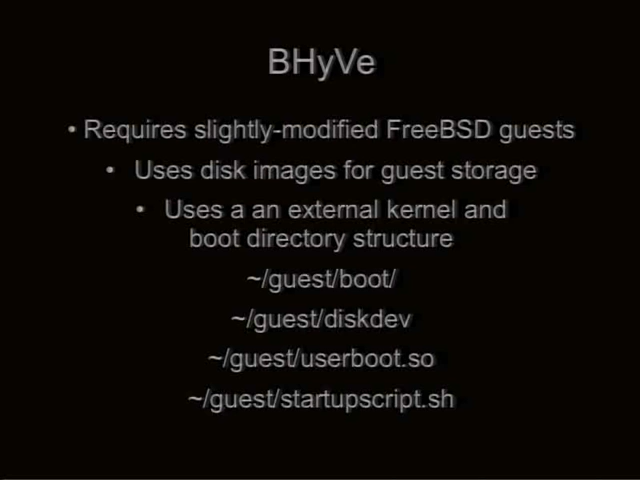 BHyVe
• Requires slightly-modified FreeBSD guests
• Uses disk images for guest storage
• Uses a an external kernel and
boot directory structure
~/guest/boot/
~/guest/diskdev
~/guest/userboot.so
~/guest/startupscript.sh